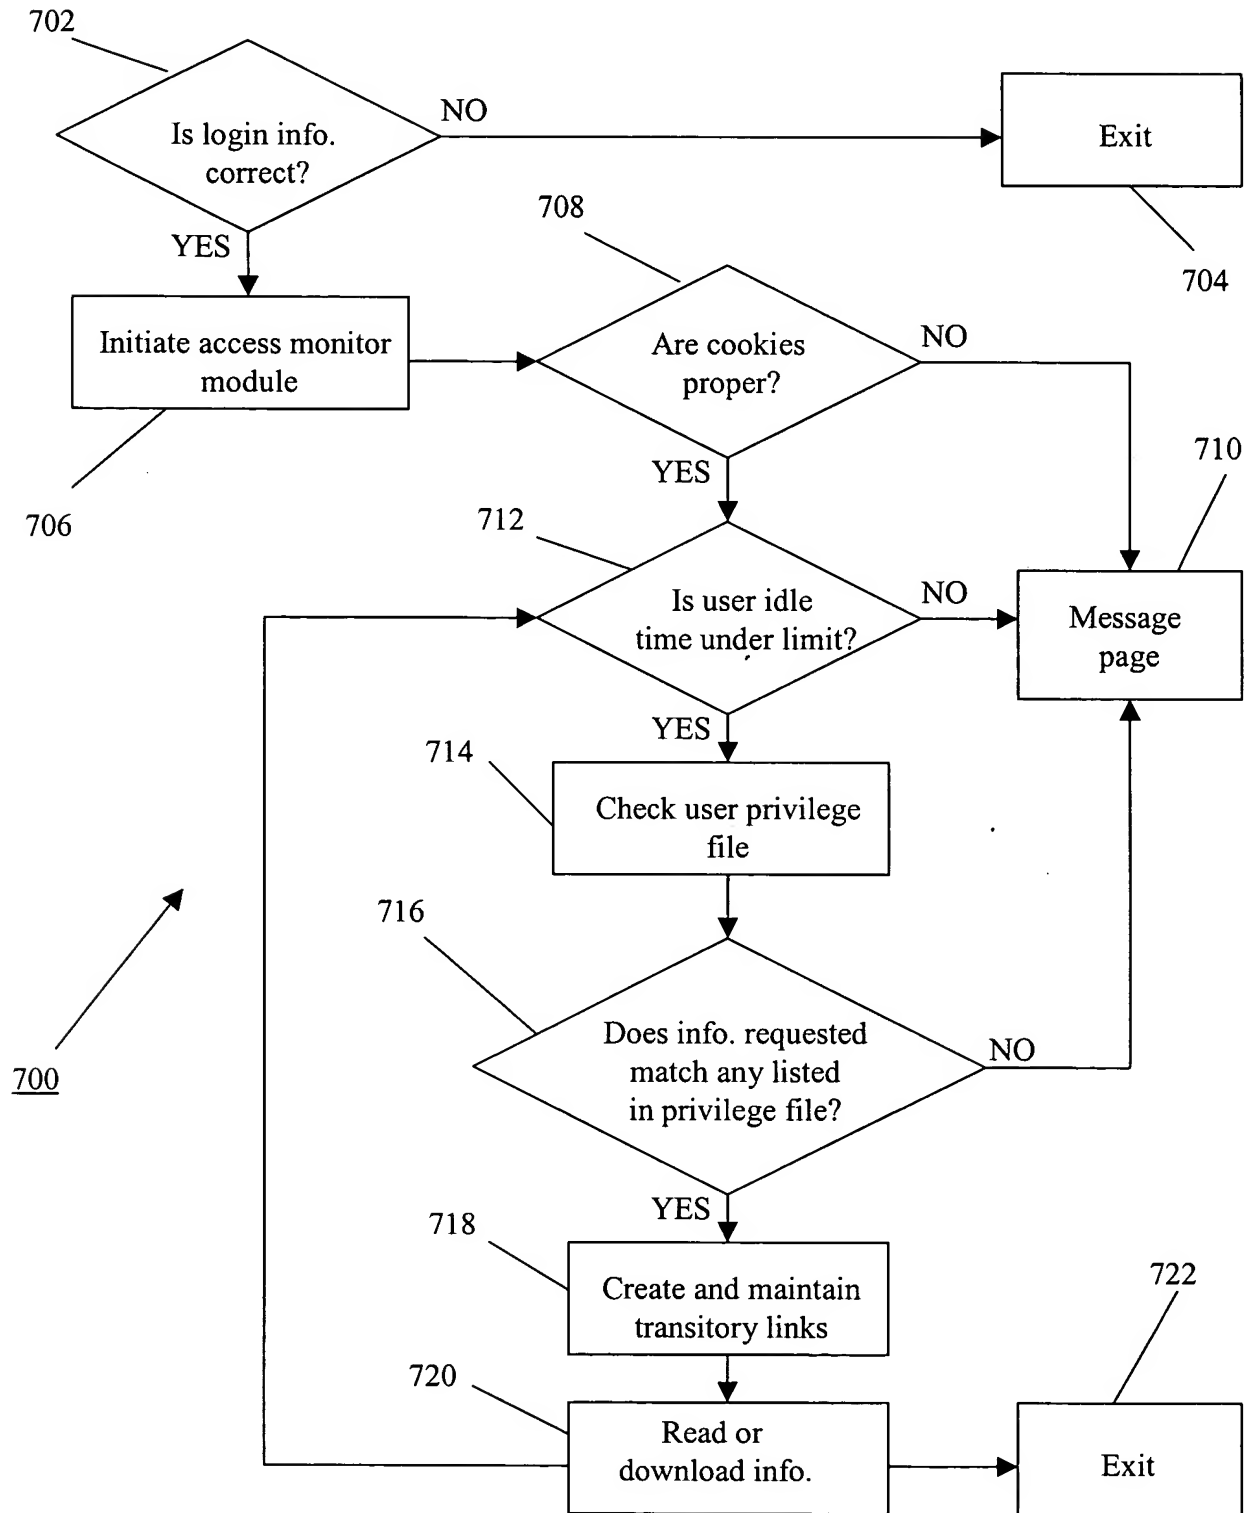 702
Is login info.
correct?
NO
Exit
704
YES
Initiate access monitor
module
706
708
Are cookies
proper?
NO
YES
710
Message
page
712
Is user idle
time under limit?
NO
YES
714
Check user privilege
file
716
Does info. requested
match any listed
in privilege file?
NO
700
YES
718
Create and maintain
transitory links
720
Read or
download info.
722
Exit